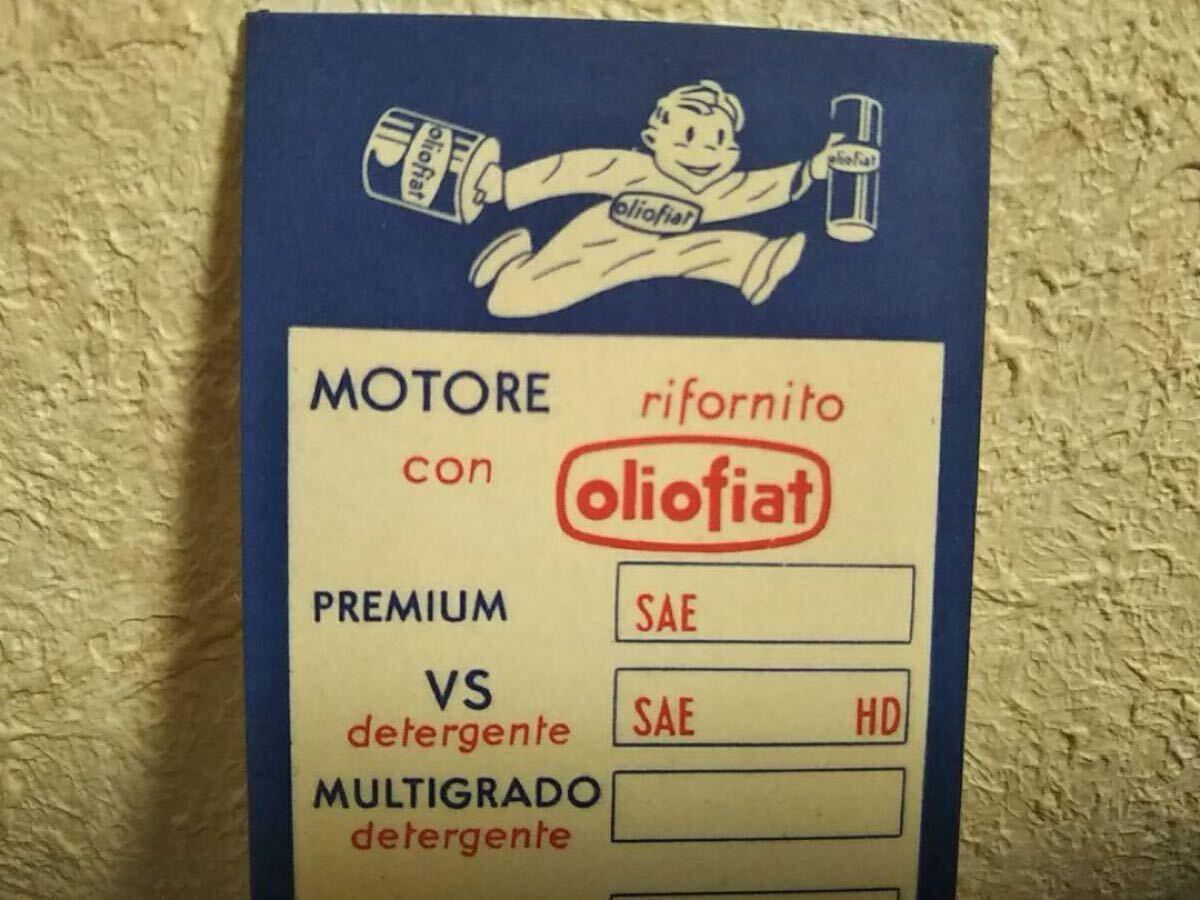 oliofiat
oliofiat
oliofiat
MOTORE rifornito
con oliofiat
PREMIUM SAE
VS
detergente SAE HD
MULTIGRADO
detergente